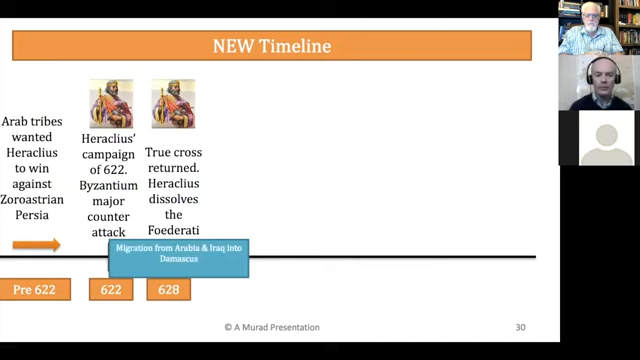 NEW Timeline
Arab tribes
wanted
Heraclius
to win
against
Zoroastrian
Persia
Heraclius'
campaign
of 622.
Byzantium
major
counter
attack
True cross
returned.
Heraclius
dissolves
the
Foederati
Migration from Arabia & Iraq into
Damascus
Pre 622
622
628
© A Murad Presentation
30